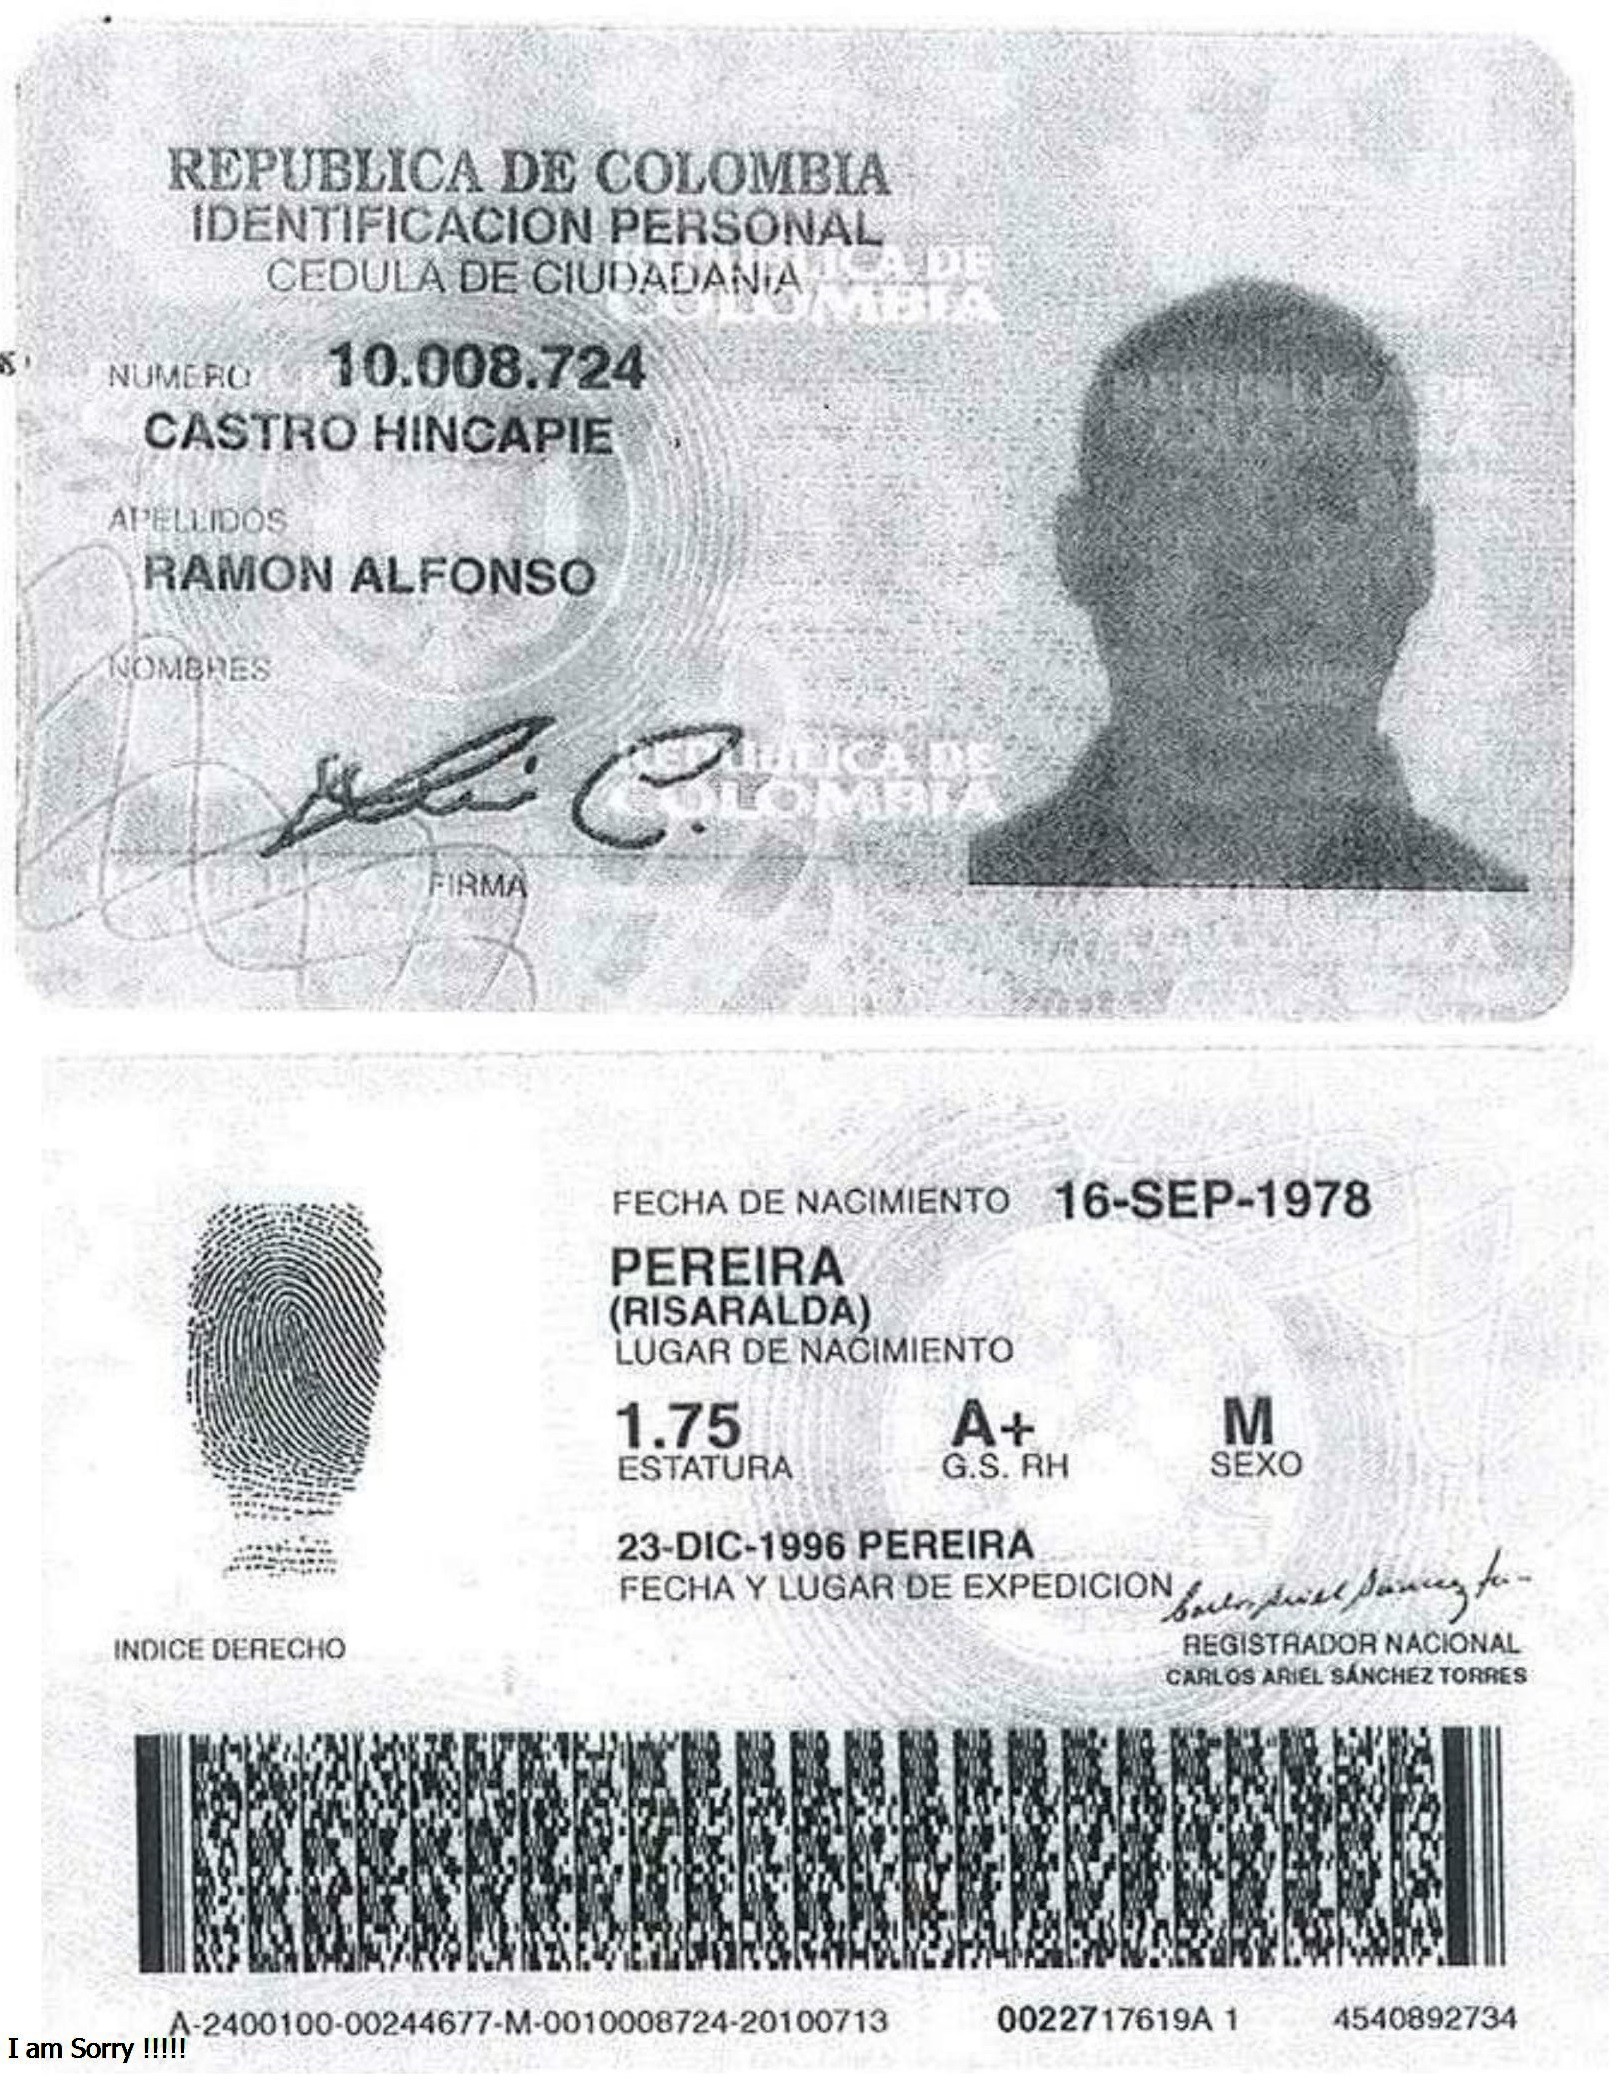 REPUBLICA DE COLOMBIA
IDENTIFICACION PERSONAL
CEDULA DE CIUDADANIA
REPUBLICA DE
COLOMBIA
NUMERO 10.008.724
CASTRO HINCAPIE
APELLIDOS
RAMON ALFONSO
NOMBRES
REPUBLICA DE
COLOMBIA
FIRMA
FECHA DE NACIMIENTO 16-SEP-1978
PEREIRA
(RISARALDA)
LUGAR DE NACIMIENTO
1.75 A+ M
ESTATURA G.S. RH SEXO
23-DIC-1996 PEREIRA
FECHA Y LUGAR DE EXPEDICION
INDICE DERECHO
REGISTRADOR NACIONAL
CARLOS ARIEL SÁNCHEZ TORRES
A-2400100-00244677-M-0010008724-20100713 0022717619A 1 4540892734
I am Sorry !!!!!